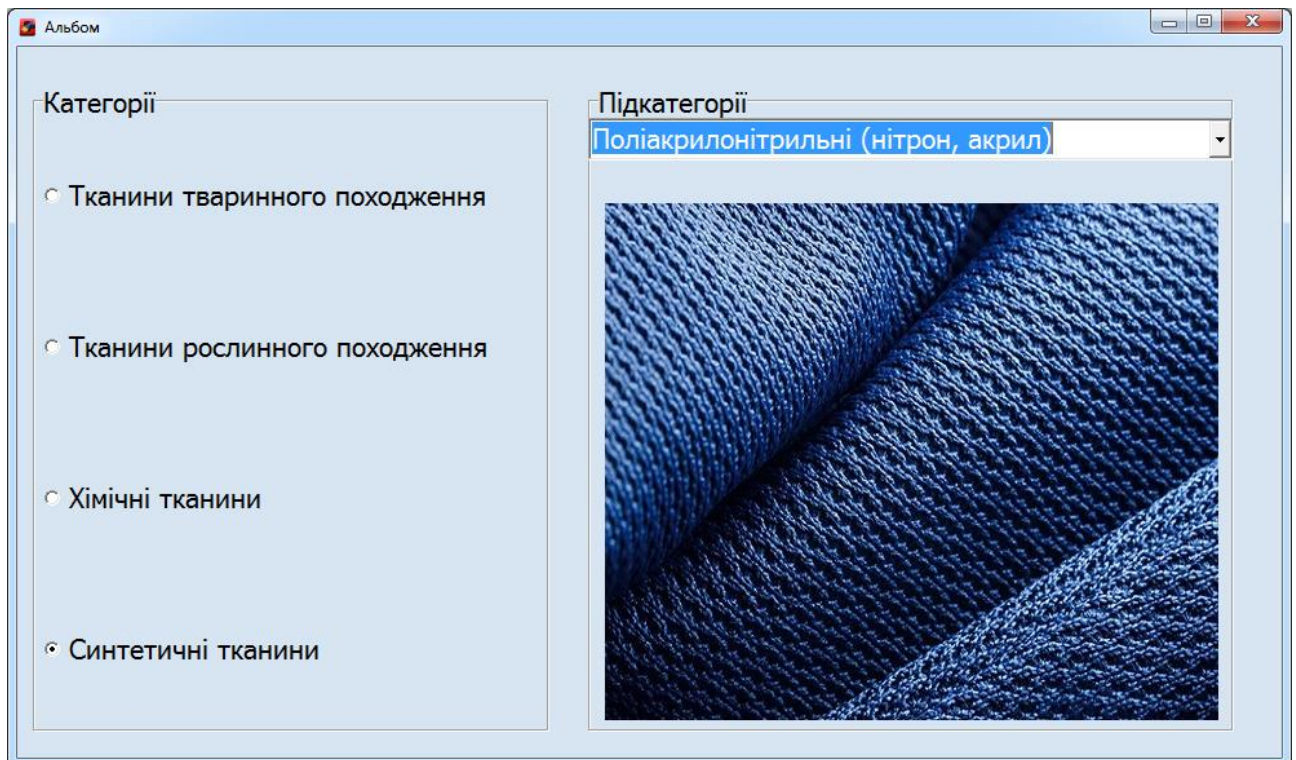 Альбом
Категорії
Тканини тваринного походження
Тканини рослинного походження
Хімічні тканини
Синтетичні тканини
Підкатегорії
Поліакрилонітрильні (нітрон, акрил)